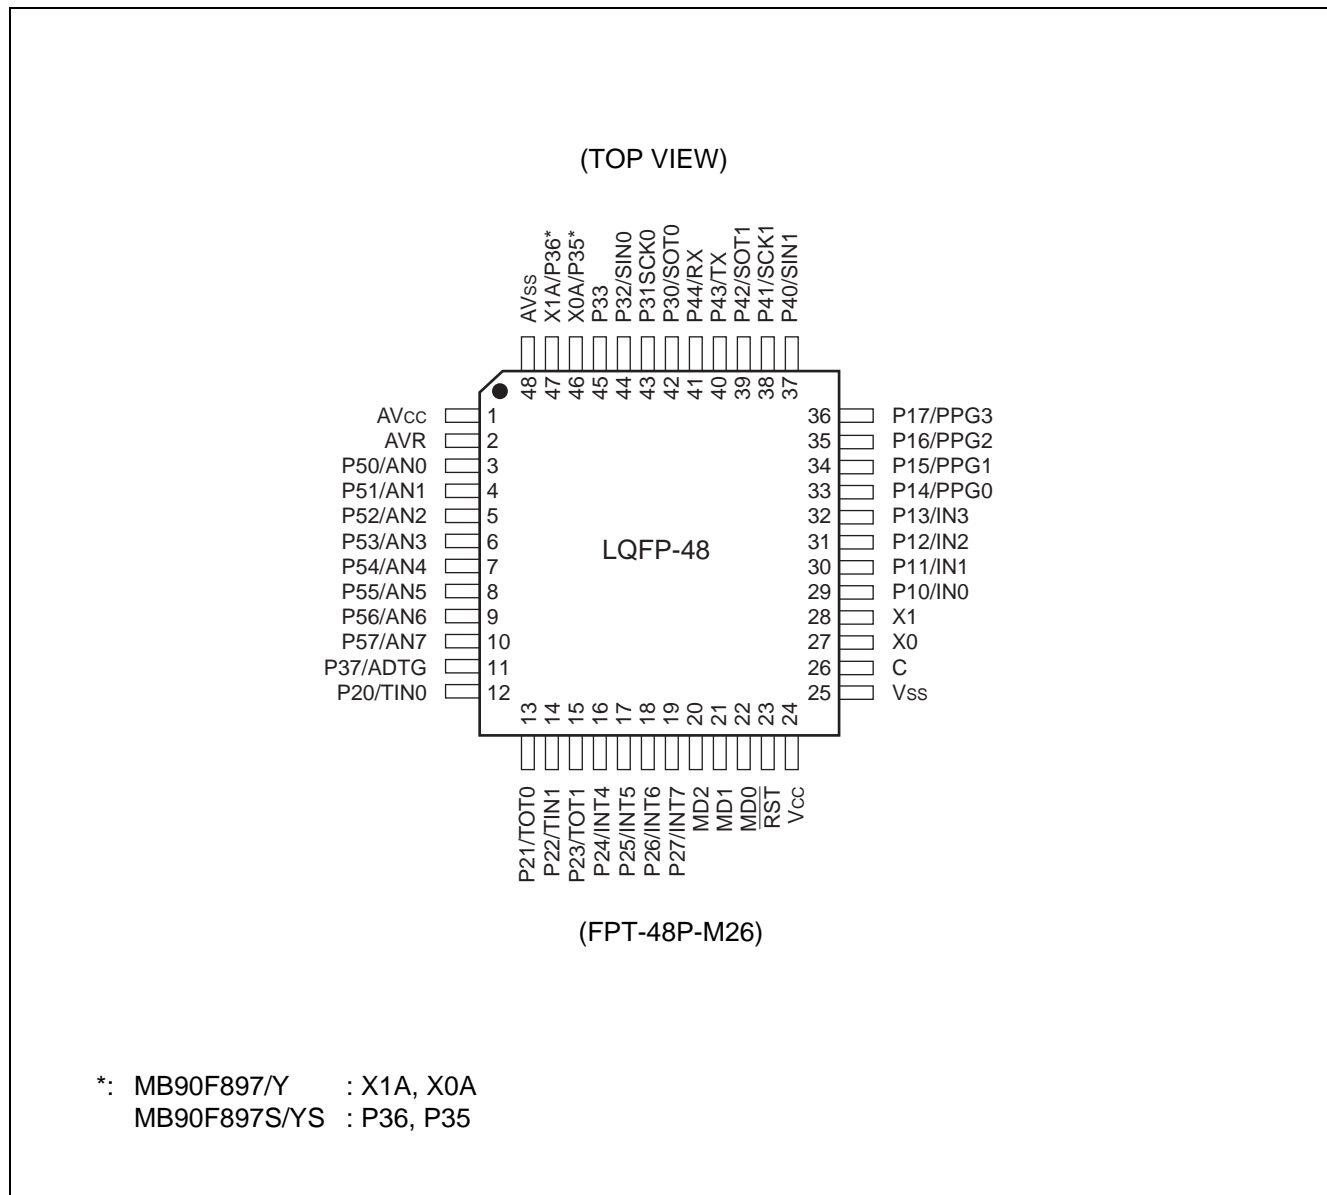 (TOP VIEW)
AVss
X1A/P36*
X0A/P35*
P33
P32/SIN0
P31SCK0
P30/SOT0
P44/RX
P43/TX
P42/SOT1
P41/SCK1
P40/SIN1
48
47
46
45
44
43
42
41
40
39
38
37
AVcc 1
AVR 2
P50/AN0 3
P51/AN1 4
P52/AN2 5
P53/AN3 6
P54/AN4 7
P55/AN5 8
P56/AN6 9
P57/AN7 10
P37/ADTG 11
P20/TIN0 12
LQFP-48
36 P17/PPG3
35 P16/PPG2
34 P15/PPG1
33 P14/PPG0
32 P13/IN3
31 P12/IN2
30 P11/IN1
29 P10/IN0
28 X1
27 X0
26 C
25 Vss
13
14
15
16
17
18
19
20
21
22
23
24
P21/TOT0
P22/TIN1
P23/TOT1
P24/INT4
P25/INT5
P26/INT6
P27/INT7
MD2
MD1
MD0
RST
Vcc
(FPT-48P-M26)
*: MB90F897/Y : X1A, X0A
MB90F897S/YS : P36, P35